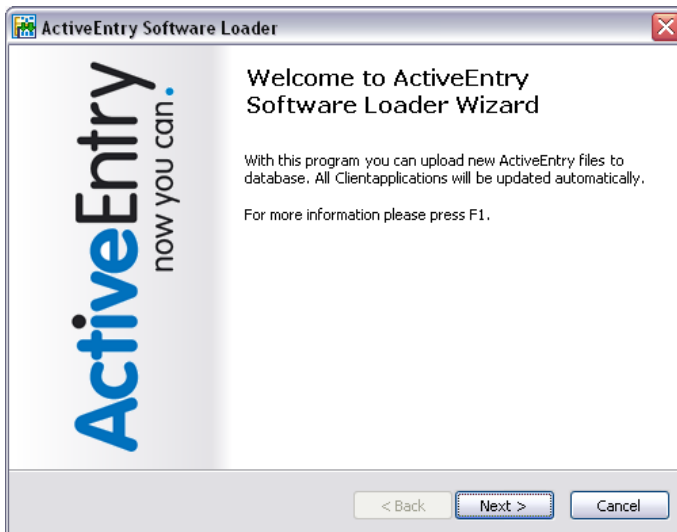 ActiveEntry Software Loader
ActiveEntry
now you can.
Welcome to ActiveEntry
Software Loader Wizard
With this program you can upload new ActiveEntry files to
database. All Clientapplications will be updated automatically.
For more information please press F1.
< Back
Next >
Cancel